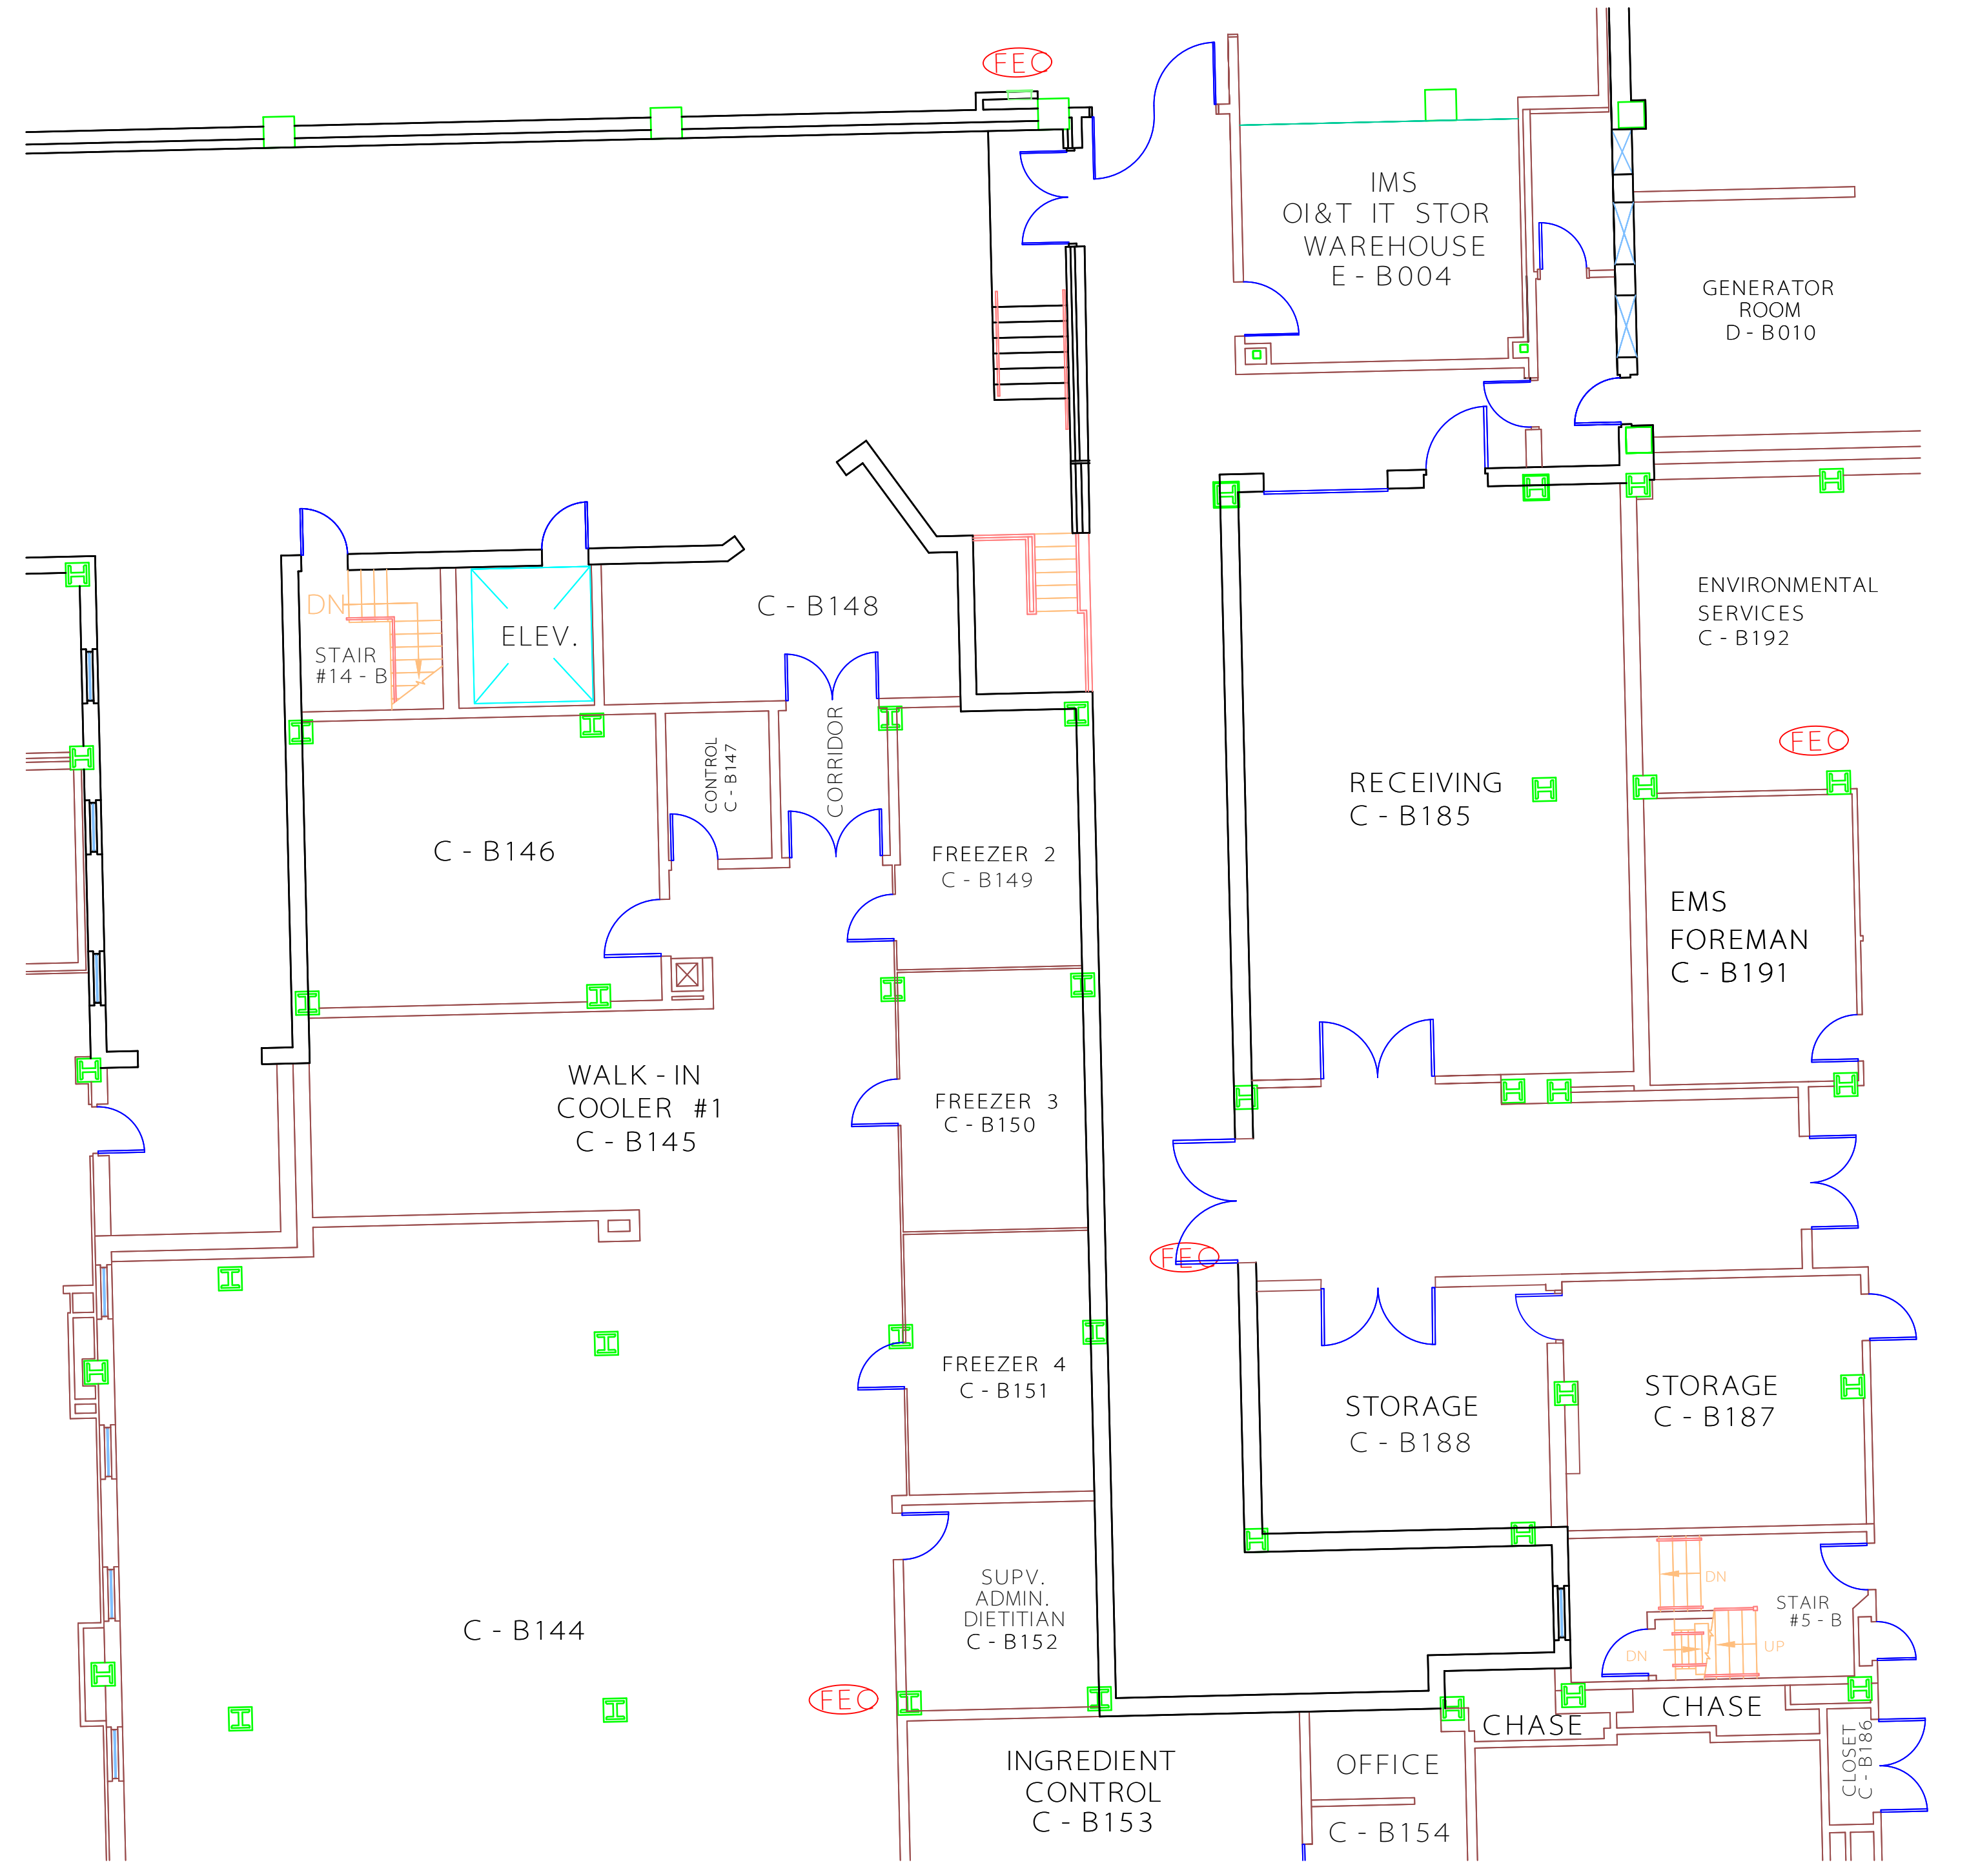 FEC
IMS
OI&T IT STOR
WAREHOUSE
E - B004
GENERATOR
ROOM
D - B010
DN
STAIR
#14 - B
ELEV.
C - B148
ENVIRONMENTAL
SERVICES
C - B192
CONTROL
C - B147
CORRIDOR
FEC
RECEIVING
C - B185
C - B146
FREEZER 2
C - B149
EMS
FOREMAN
C - B191
WALK - IN
COOLER #1
C - B145
FREEZER 3
C - B150
FEC
FREEZER 4
C - B151
STORAGE
C - B188
STORAGE
C - B187
C - B144
SUPV.
ADMIN.
DIETITIAN
C - B152
DN
STAIR
#5 - B
UP
DN
FEC
CHASE
CHASE
INGREDIENT
CONTROL
C - B153
OFFICE
C - B154
CLOSET
C - B186